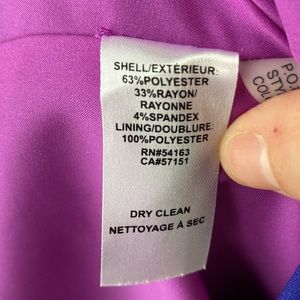 SHELL/EXTÉRIEUR:
63%POLYESTER
33%RAYON/
RAYONNE
4%SPANDEX
LINING/DOUBLURE:
100%POLYESTER
RN#54163
CA#57151
DRY CLEAN
NETTOYAGE À SEC